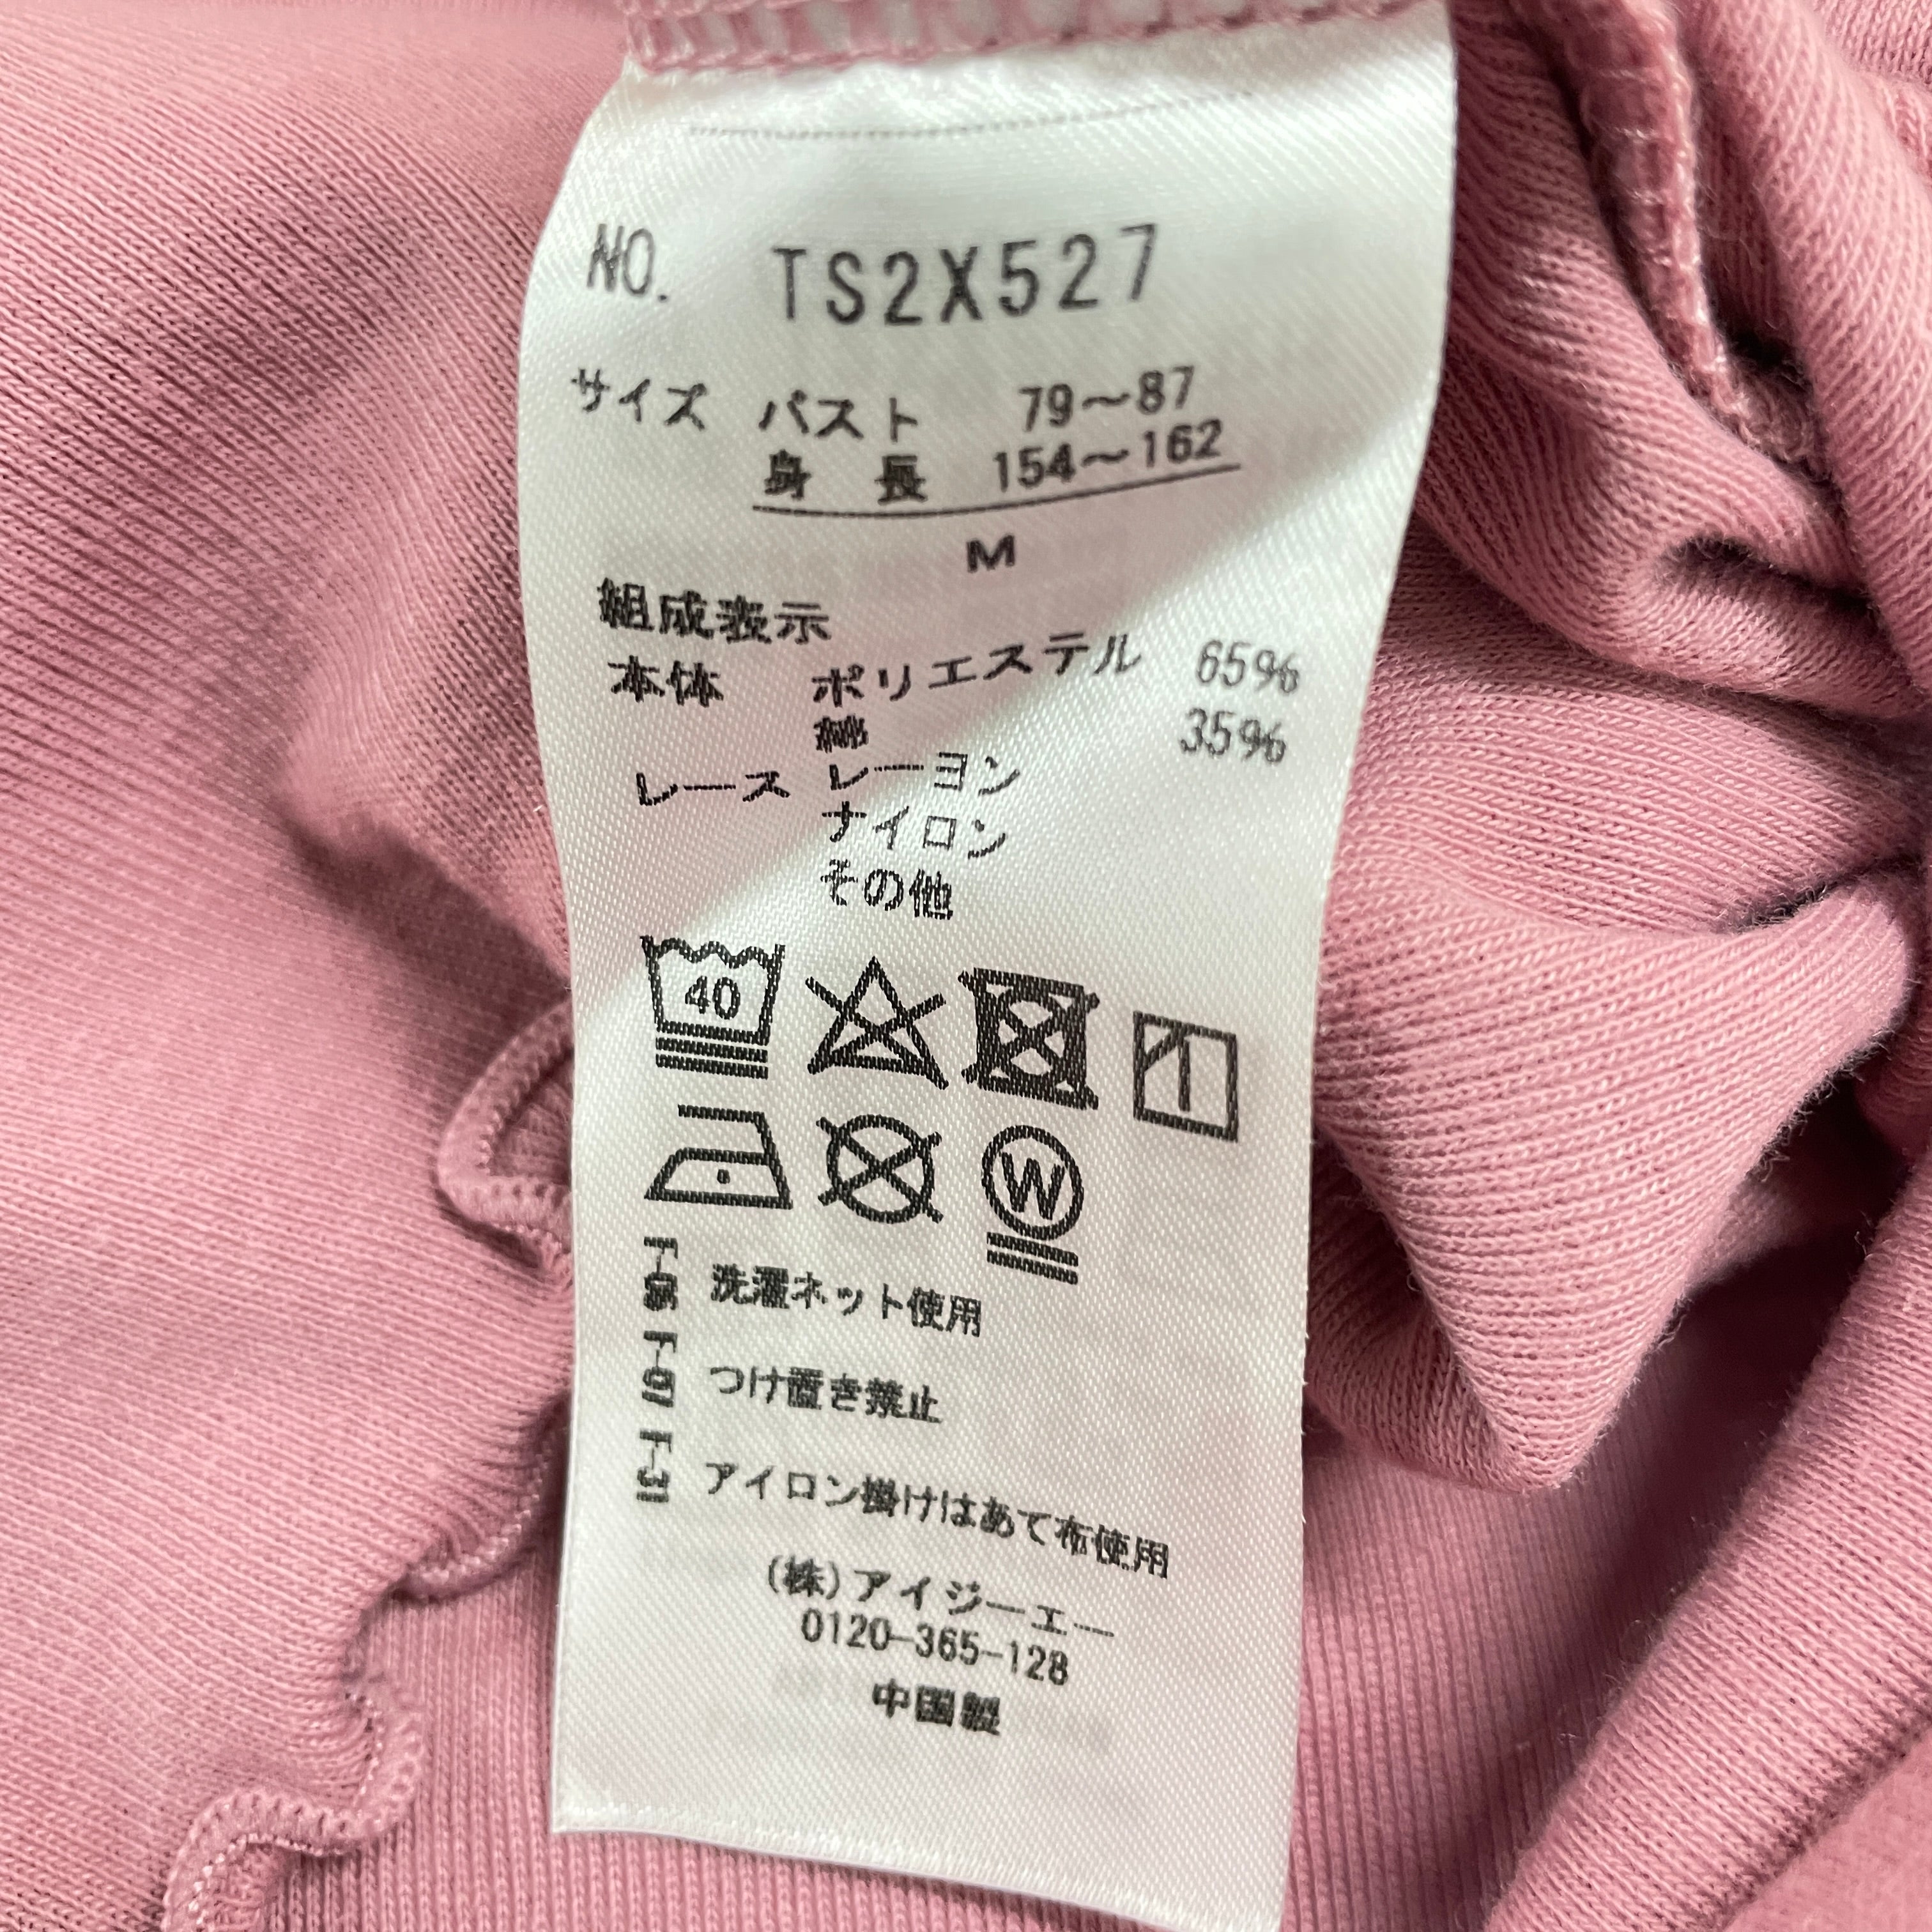 NO. TS2X527
サイズ バスト 79〜87
身長 154〜162
M
組成表示
本体 ポリエステル 65%
綿 35%
レース レーヨン
ナイロン
その他
40
W
F-06 洗濯ネット使用
F-07 つけ置き禁止
F-31 アイロン掛けはあて布使用
(株)アイジーエー
0120-365-128
中国製